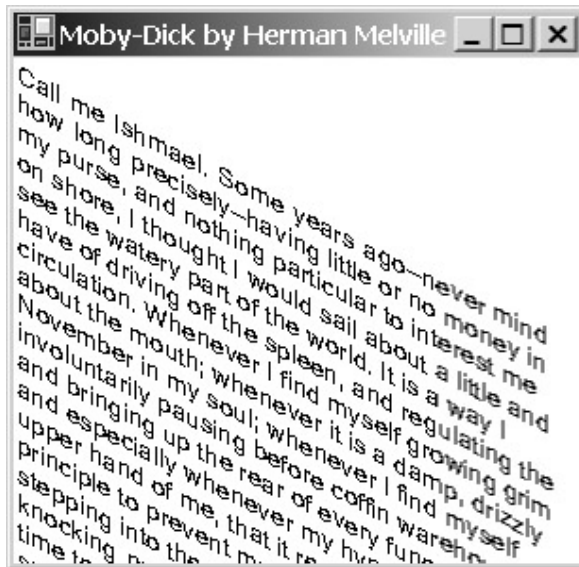 Moby-Dick by Herman Melville
Call me Ishmael. Some years ago--never mind
how long precisely--having little or no money in
my purse, and nothing particular to interest me
on shore, I thought I would sail about a little and
see the watery part of the world. It is a way I
have of driving off the spleen, and regulating the
circulation. Whenever I find myself growing grim
about the mouth; whenever it is a damp, drizzly
November in my soul; whenever I find myself
involuntarily pausing before coffin wareho
and bringing up the rear of every fun
and especially whenever my hyp
upper hand of me, that it re
principle to prevent m
stepping into the
knocking
time to